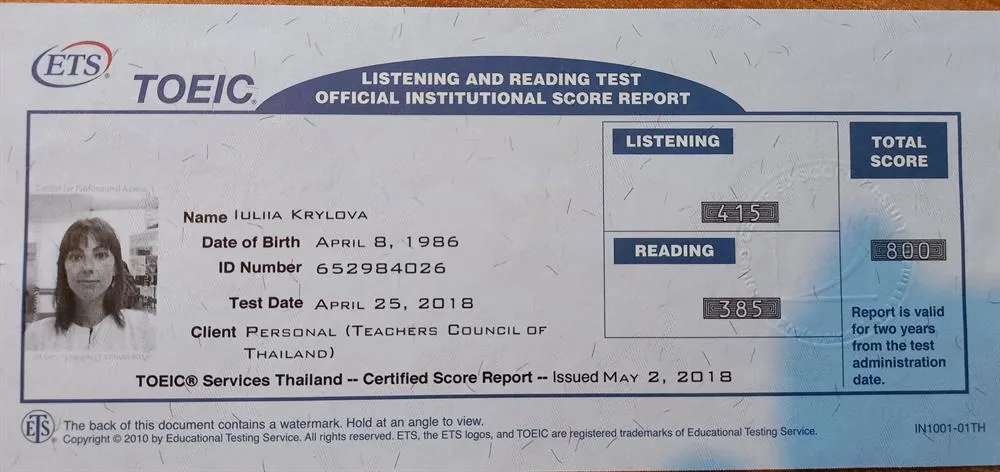 ETS
TOEIC®
LISTENING AND READING TEST
OFFICIAL INSTITUTIONAL SCORE REPORT
Name IULIIA KRYLOVA
Date of Birth APRIL 8, 1986
ID Number 652984026
Test Date APRIL 25, 2018
Client PERSONAL (TEACHERS COUNCIL OF
THAILAND)
LISTENING
415
READING
385
TOTAL
SCORE
800
Report is valid
for two years
from the test
administration
date.
TOEIC® Services Thailand -- Certified Score Report -- Issued MAY 2, 2018
ETS
The back of this document contains a watermark. Hold at an angle to view.
Copyright © 2010 by Educational Testing Service. All rights reserved. ETS, the ETS logos, and TOEIC are registered trademarks of Educational Testing Service.
IN1001-01TH